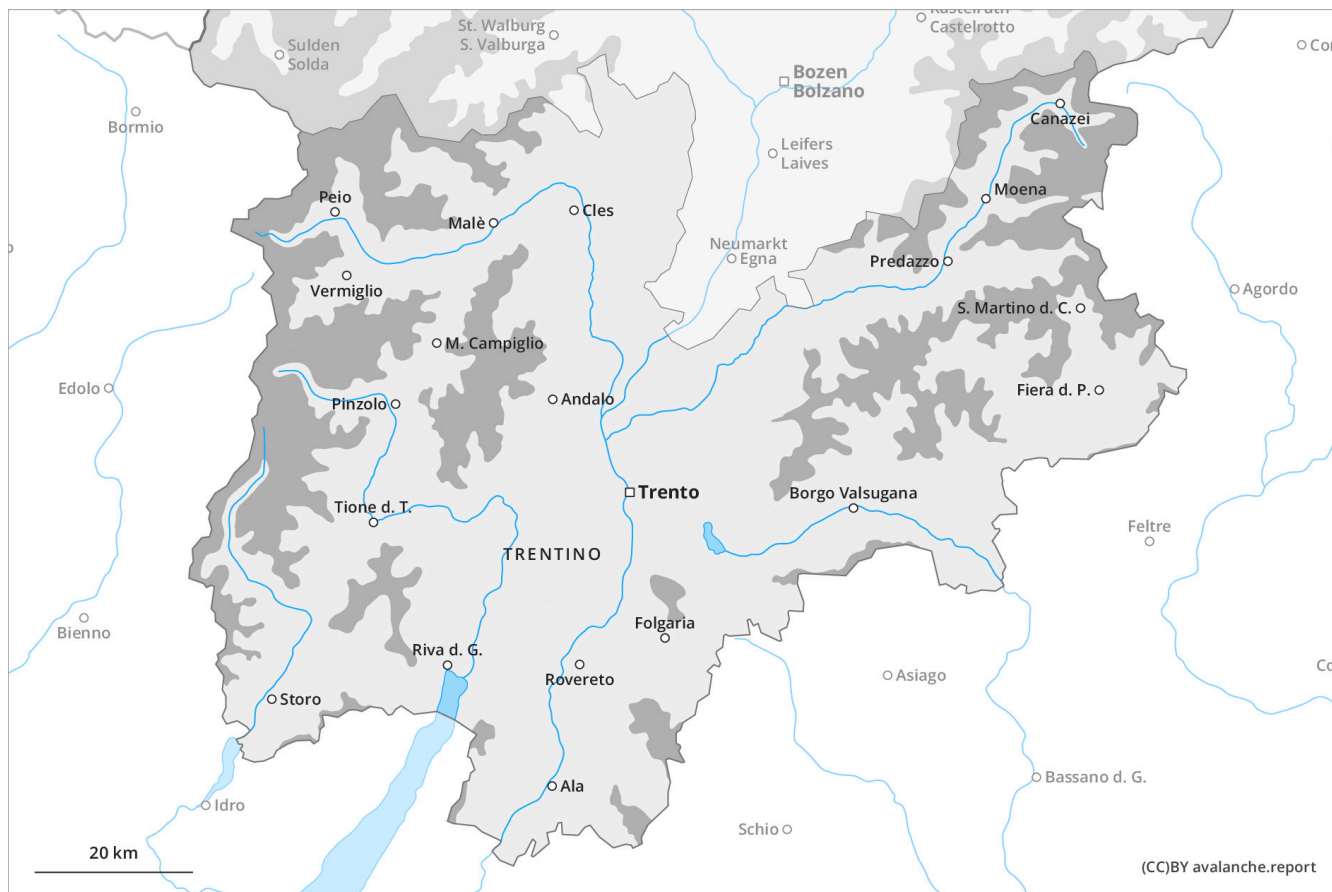 St. Walburg
S. Valburga
Castelrotto
Sulden
Solda
Bozen
Bolzano
Bormio
Canazei
Leifers
Laives
Moena
Peio
Malè
Cles
Neumarkt
Egna
Predazzo
Vermiglio
Agordo
S. Martino d. C.
M. Campiglio
Edolo
Pinzolo
Andalo
Fiera d. P.
Trento
Borgo Valsugana
Tione d. T.
Feltre
TRENTINO
Bienno
Folgaria
Riva d. G.
Rovereto
Asiago
Storo
Bassano d. G.
Ala
Idro
Schio
20 km
(CC)BY avalanche.report